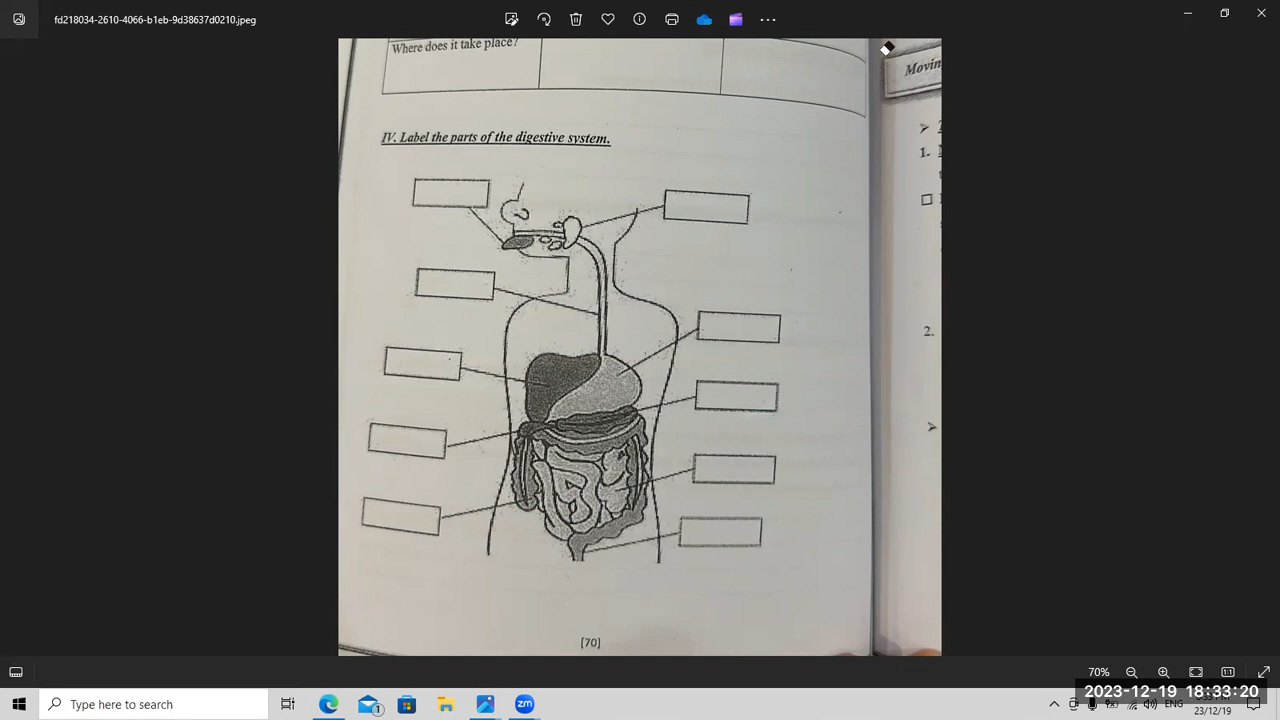 fd218034-2610-4066-b1eb-9d38637d0210.jpeg
Where does it take place?
Movin
IV. Label the parts of the digestive system.
1.
2.
[70]
70%
Type here to search
1
zm
ENG
2023-12-19 18:33:20
23/12/19